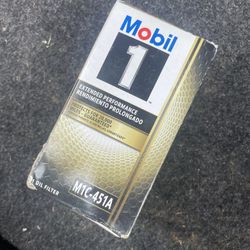 Mobil
1
EXTENDED PERFORMANCE
RENDIMIENTO PROLONGADO
OIL FILTER
M1C-451A